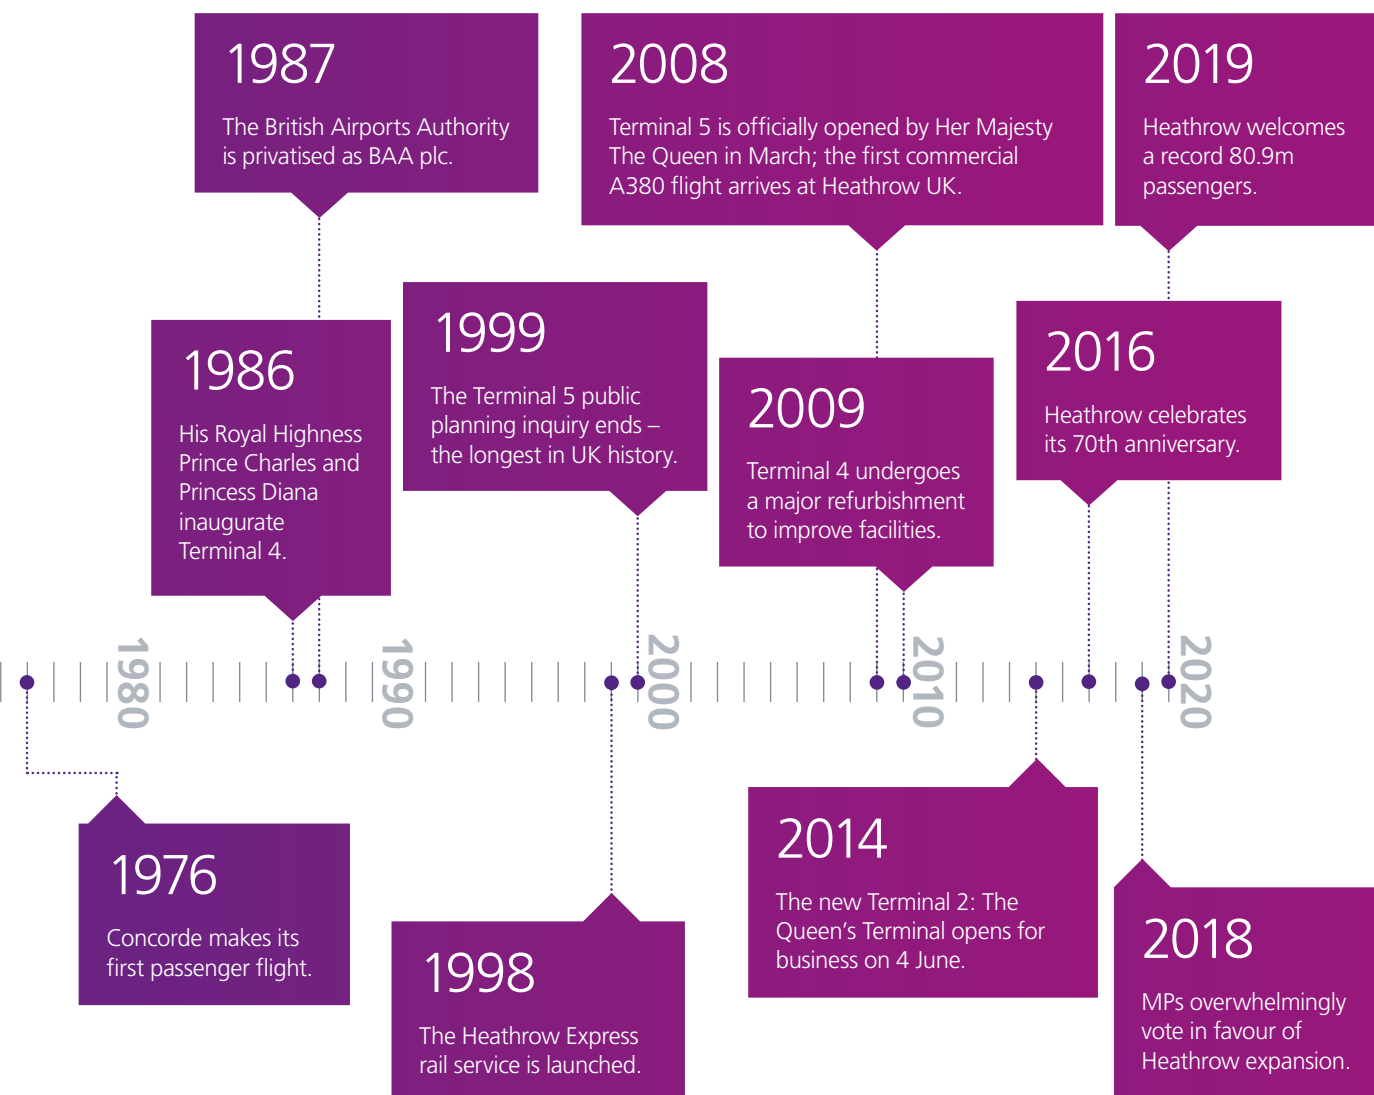 1987
The British Airports Authority
is privatised as BAA plc.
2008
Terminal 5 is officially opened by Her Majesty
The Queen in March; the first commercial
A380 flight arrives at Heathrow UK.
2019
Heathrow welcomes
a record 80.9m
passengers.
1986
His Royal Highness
Prince Charles and
Princess Diana
inaugurate
Terminal 4.
1999
The Terminal 5 public
planning inquiry ends –
the longest in UK history.
2009
Terminal 4 undergoes
a major refurbishment
to improve facilities.
2016
Heathrow celebrates
its 70th anniversary.
1980
1990
2000
2010
2020
1976
Concorde makes its
first passenger flight.
1998
The Heathrow Express
rail service is launched.
2014
The new Terminal 2: The
Queen’s Terminal opens for
business on 4 June.
2018
MPs overwhelmingly
vote in favour of
Heathrow expansion.